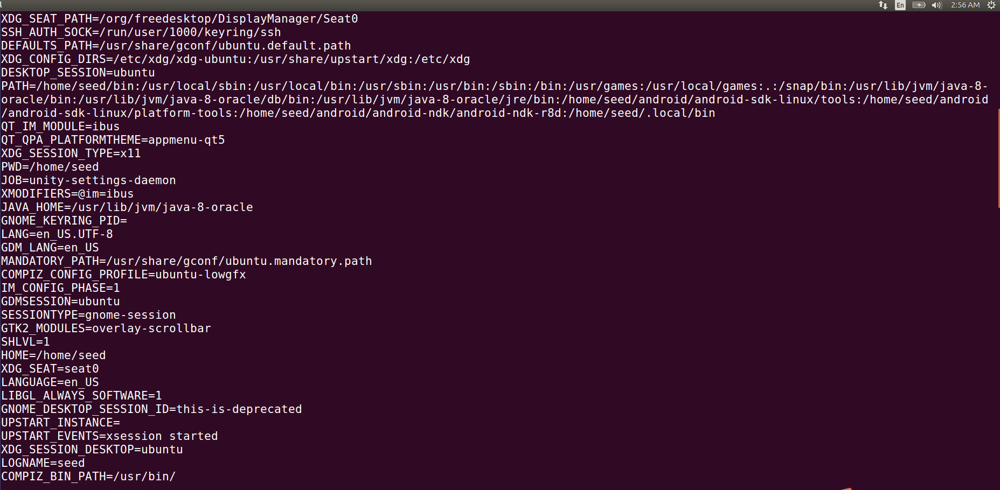 En 2:56 AM
XDG_SEAT_PATH=/org/freedesktop/DisplayManager/Seat0
SSH_AUTH_SOCK=/run/user/1000/keyring/ssh
DEFAULTS_PATH=/usr/share/gconf/ubuntu.default.path
XDG_CONFIG_DIRS=/etc/xdg/xdg-ubuntu:/usr/share/upstart/xdg:/etc/xdg
DESKTOP_SESSION=ubuntu
PATH=/home/seed/bin:/usr/local/sbin:/usr/local/bin:/usr/sbin:/usr/bin:/sbin:/bin:/usr/games:/usr/local/games:.:/snap/bin:/usr/lib/jvm/java-8-
oracle/bin:/usr/lib/jvm/java-8-oracle/db/bin:/usr/lib/jvm/java-8-oracle/jre/bin:/home/seed/android/android-sdk-linux/tools:/home/seed/android
/android-sdk-linux/platform-tools:/home/seed/android/android-ndk/android-ndk-r8d:/home/seed/.local/bin
QT_IM_MODULE=ibus
QT_QPA_PLATFORMTHEME=appmenu-qt5
XDG_SESSION_TYPE=x11
PWD=/home/seed
JOB=unity-settings-daemon
XMODIFIERS=@im=ibus
JAVA_HOME=/usr/lib/jvm/java-8-oracle
GNOME_KEYRING_PID=
LANG=en_US.UTF-8
GDM_LANG=en_US
MANDATORY_PATH=/usr/share/gconf/ubuntu.mandatory.path
COMPIZ_CONFIG_PROFILE=ubuntu-lowgfx
IM_CONFIG_PHASE=1
GDMSESSION=ubuntu
SESSIONTYPE=gnome-session
GTK2_MODULES=overlay-scrollbar
SHLVL=1
HOME=/home/seed
XDG_SEAT=seat0
LANGUAGE=en_US
LIBGL_ALWAYS_SOFTWARE=1
GNOME_DESKTOP_SESSION_ID=this-is-deprecated
UPSTART_INSTANCE=
UPSTART_EVENTS=xsession started
XDG_SESSION_DESKTOP=ubuntu
LOGNAME=seed
COMPIZ_BIN_PATH=/usr/bin/